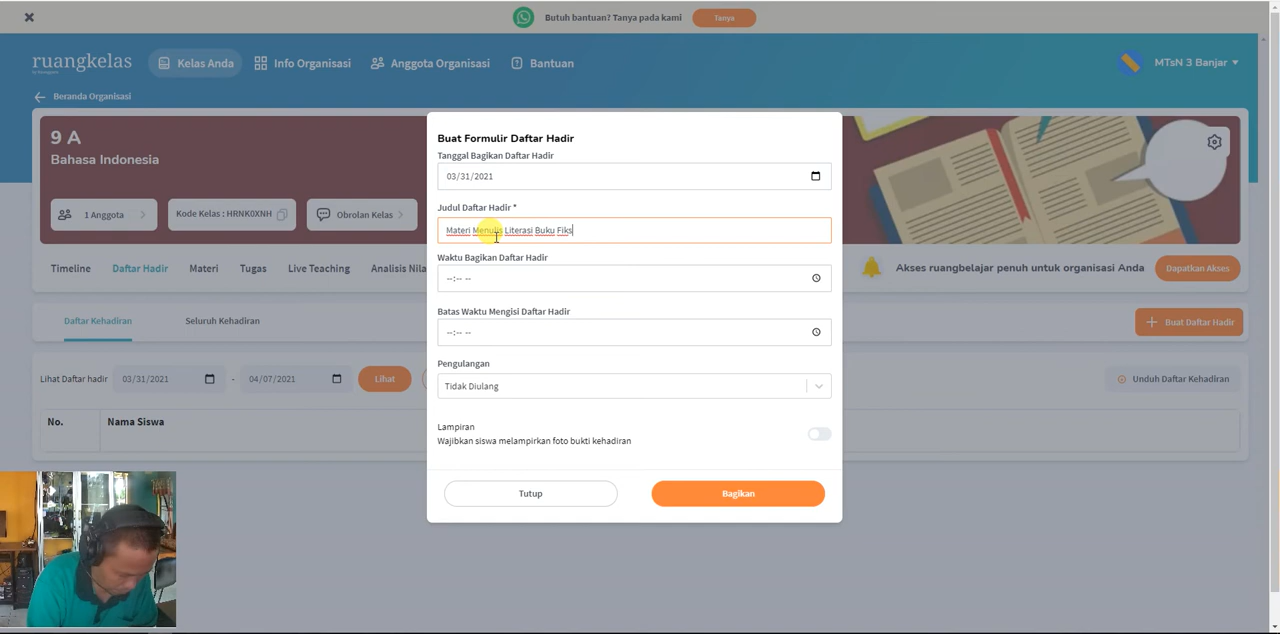 Butuh bantuan? Tanya pada kami
Tanya
ruangkelas
Kelas Anda
Info Organisasi
Anggota Organisasi
Bantuan
MTsN 3 Banjar
Beranda Organisasi
9 A
Bahasa Indonesia
1 Anggota
Kode Kelas : HRNK0XNH
Obrolan Kelas
Timeline
Daftar Hadir
Materi
Tugas
Live Teaching
Analisis Nila
Akses ruangbelajar penuh untuk organisasi Anda
Dapatkan Akses
Daftar Kehadiran
Seluruh Kehadiran
Buat Daftar Hadir
Lihat Daftar hadir
03/31/2021
-
04/07/2021
Lihat
Unduh Daftar Kehadiran
No.
Nama Siswa
Buat Formulir Daftar Hadir
Tanggal Bagikan Daftar Hadir
03/31/2021
Judul Daftar Hadir *
Materi Menulis Literasi Buku Fiks
Waktu Bagikan Daftar Hadir
--:-- --
Batas Waktu Mengisi Daftar Hadir
--:-- --
Pengulangan
Tidak Diulang
Lampiran
Wajibkan siswa melampirkan foto bukti kehadiran
Tutup
Bagikan